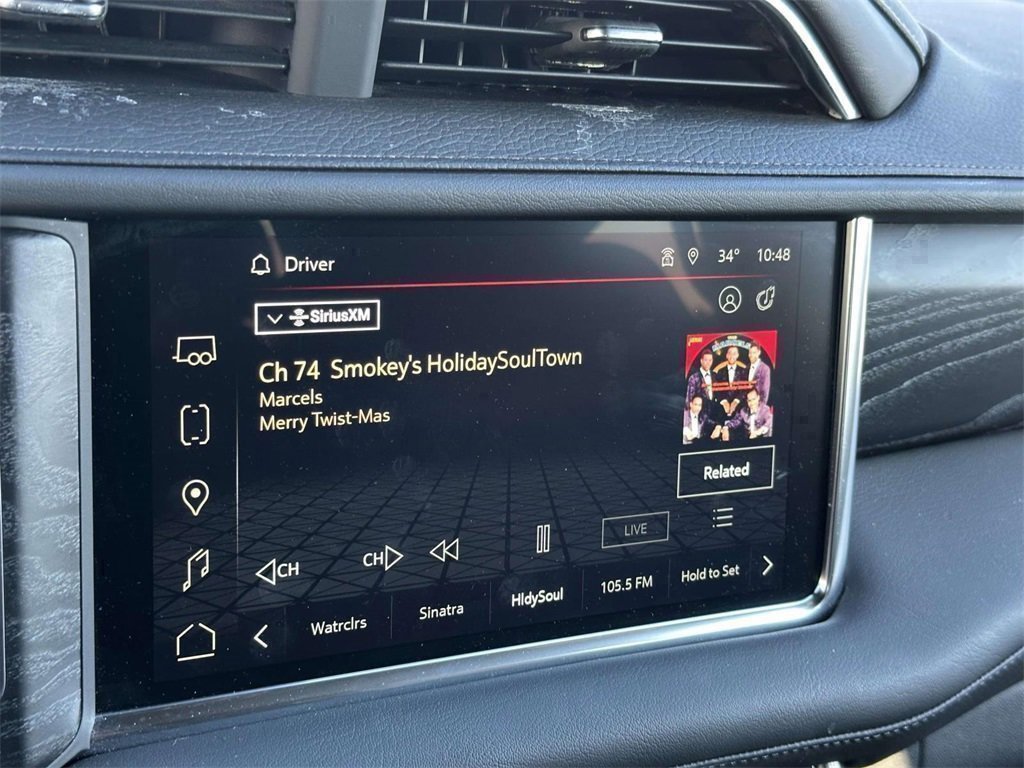 Driver
34° 10:48
SiriusXM
Ch 74 Smokey's HolidaySoulTown
Marcels
Merry Twist-Mas
Related
LIVE
CH
CH
Watrclrs
Sinatra
HldySoul
105.5 FM
Hold to Set